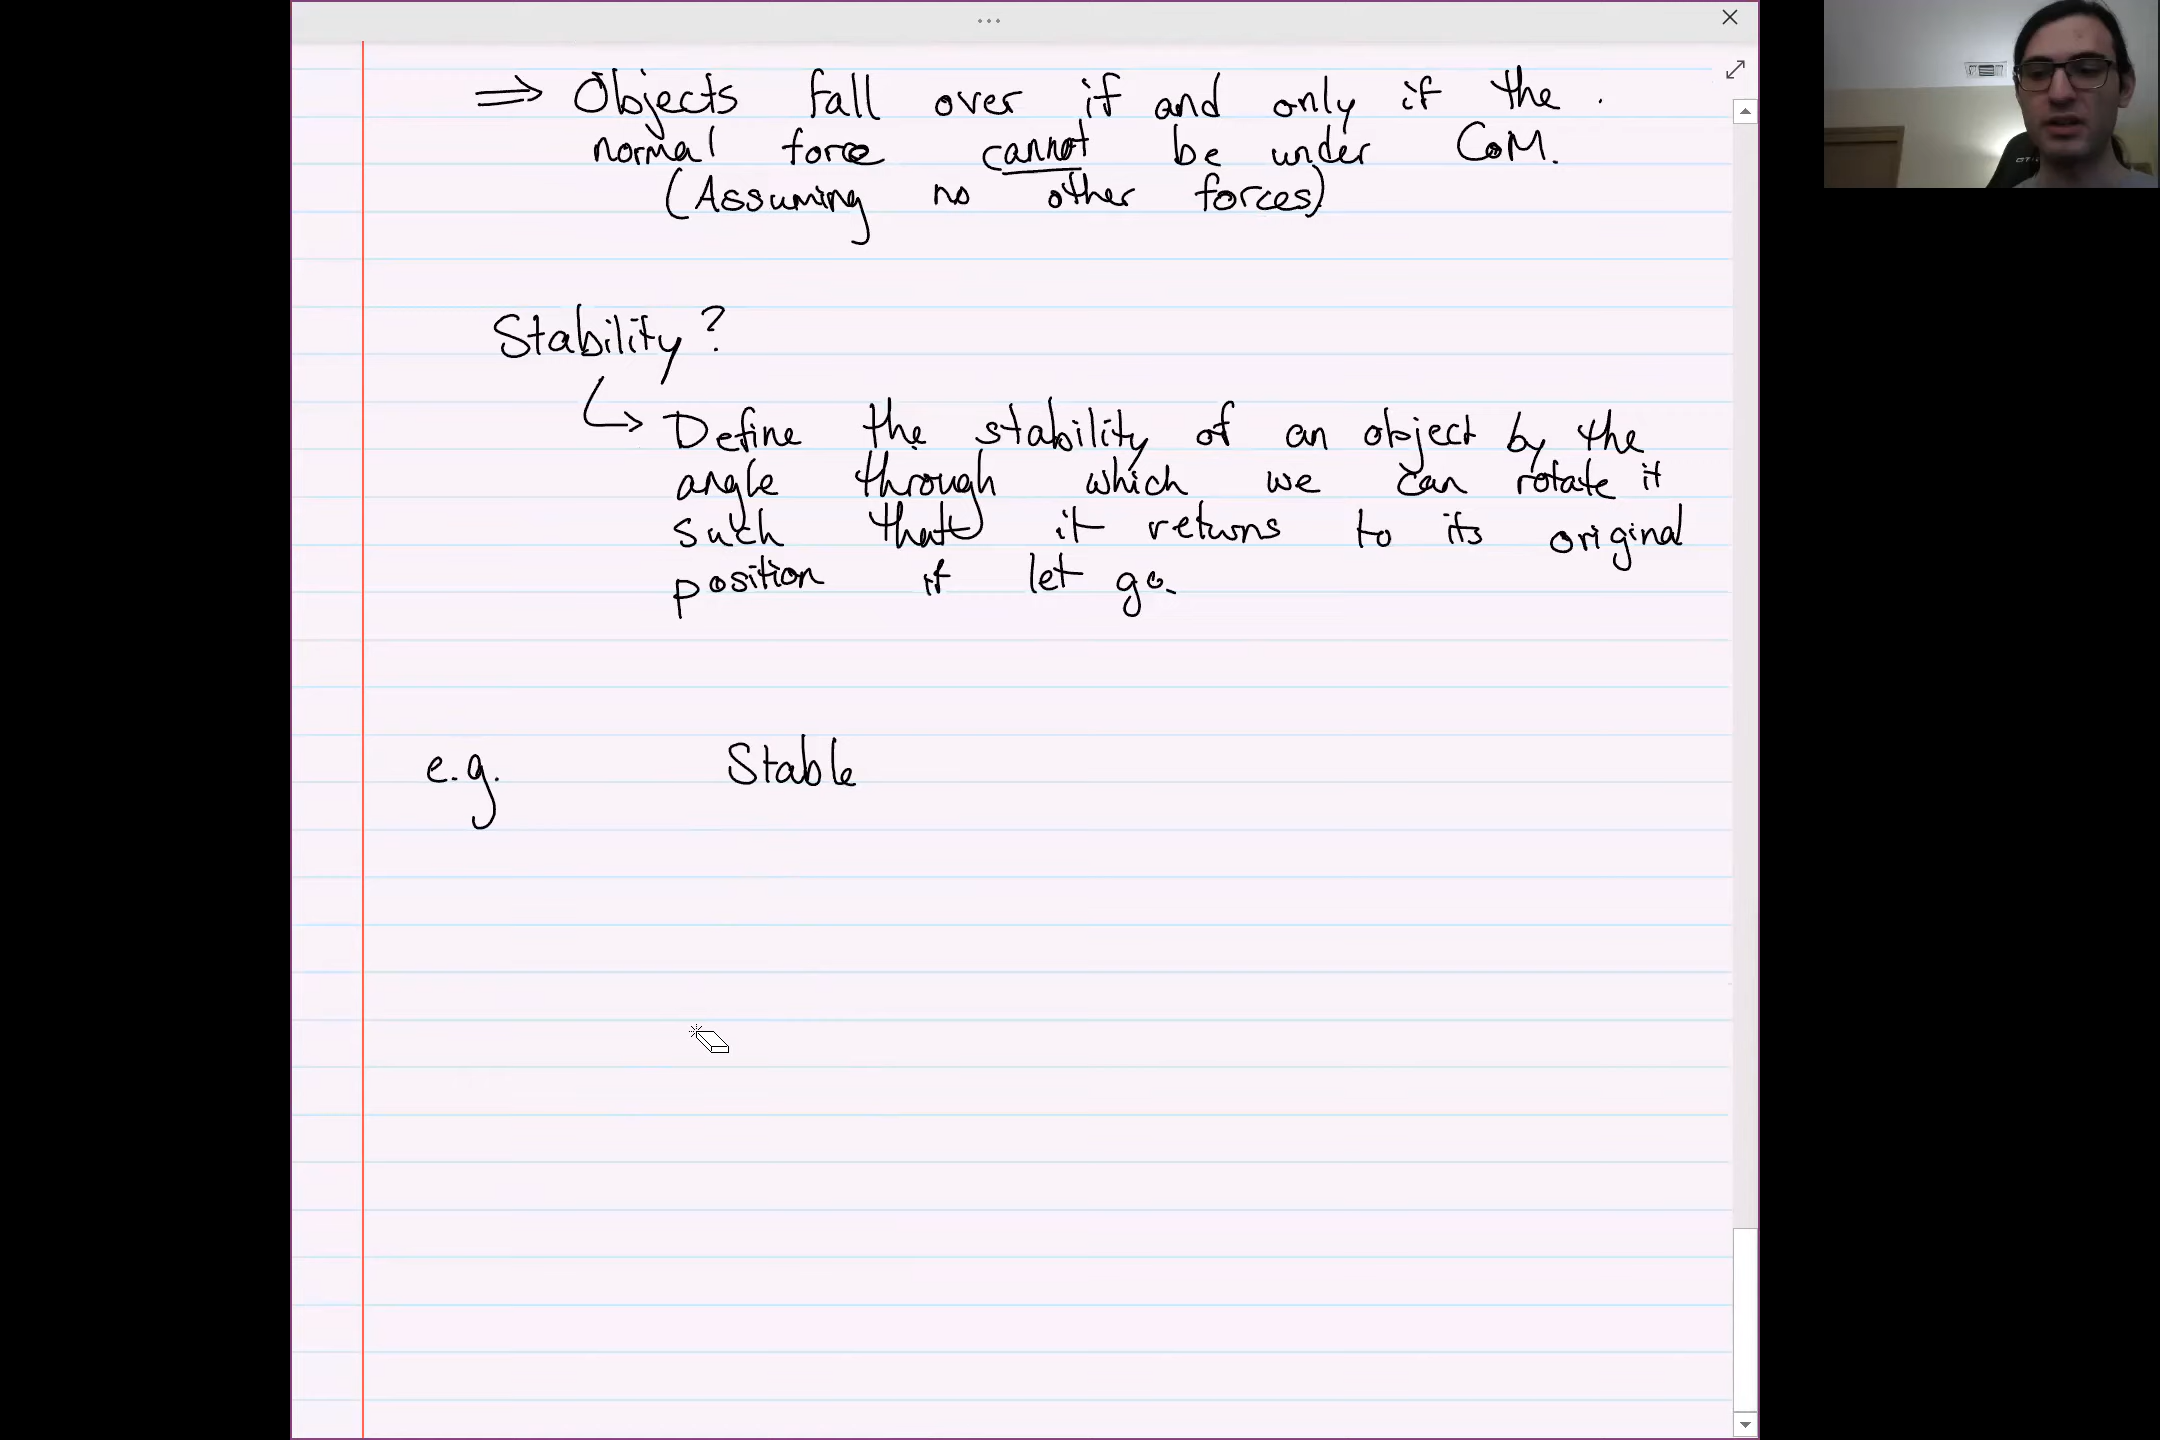 ⇒ Objects fall over if and only if the
normal force cannot be under CoM.
(Assuming no other forces)
Stability?
↳ Define the stability of an object by the
angle through which we can rotate it
such that it returns to its original
position if let go.
e.g. Stable